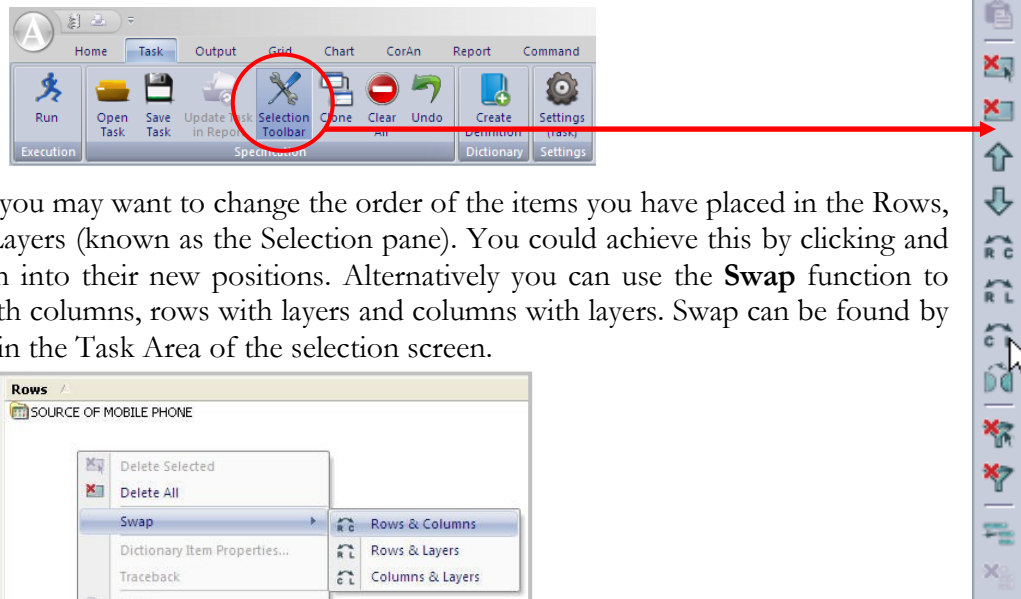 A
Home Task Output Grid Chart CorAn Report Command
Run Open Task Save Task Update Task in Report Selection Toolbar Clone Clear All Undo Create Definition Settings (Task)
Execution Specification Dictionary Settings
you may want to change the order of the items you have placed in the Rows,
Layers (known as the Selection pane). You could achieve this by clicking and
into their new positions. Alternatively you can use the Swap function to
columns, rows with layers and columns with layers. Swap can be found by
in the Task Area of the selection screen.
Rows
SOURCE OF MOBILE PHONE
Delete Selected
Delete All
Swap
R C Rows & Columns
Dictionary Item Properties...
R L Rows & Layers
Traceback
C L Columns & Layers
R C
R L
C